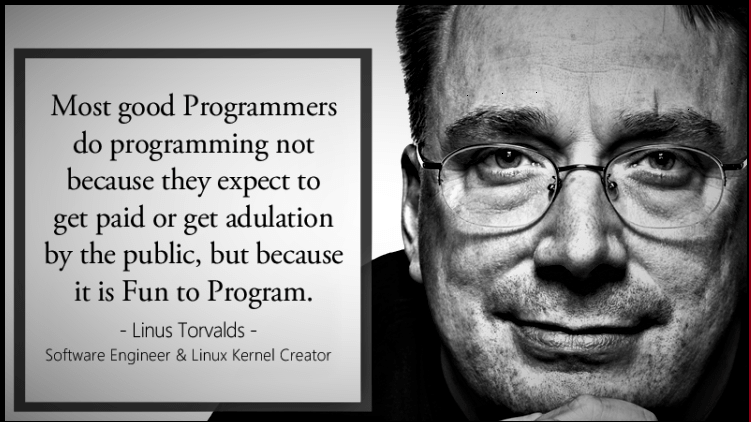 Most good Programmers
do programming not
because they expect to
get paid or get adulation
by the public, but because
it is Fun to Program.
- Linus Torvalds -
Software Engineer & Linux Kernel Creator